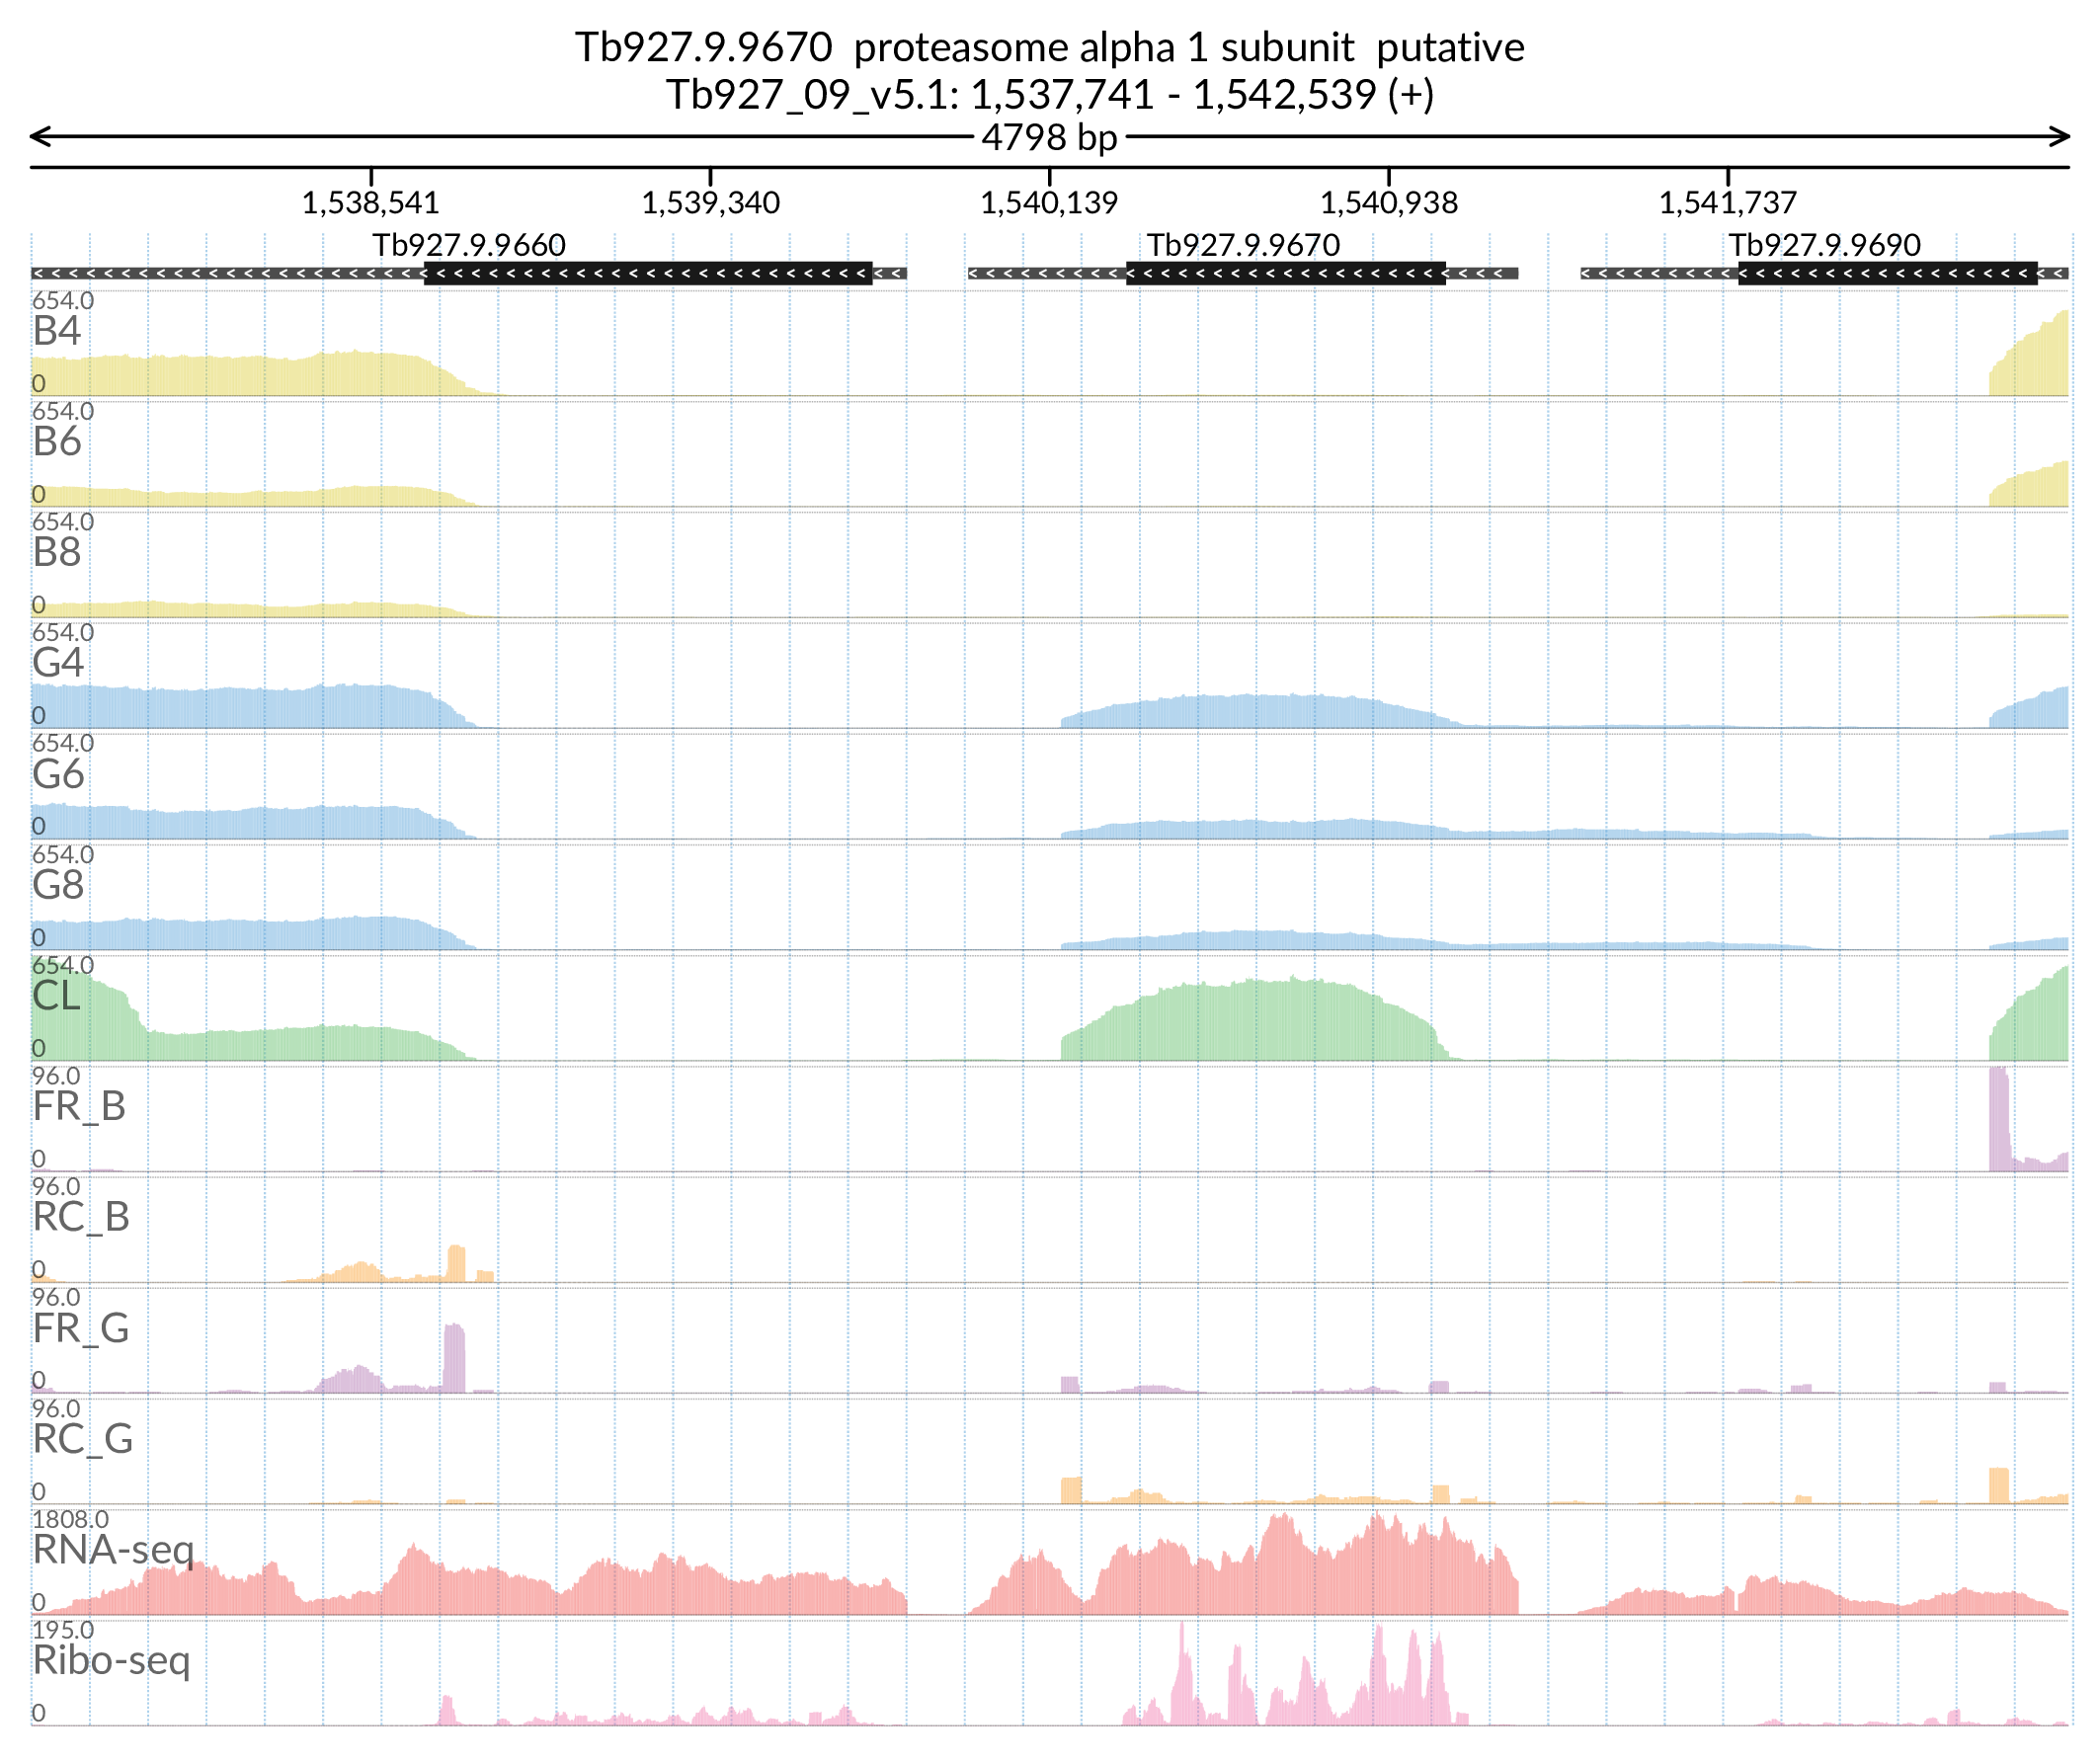 Tb927.9.9670  proteasome alpha 1 subunit  putative
Tb927_09_v5.1: 1,537,741 - 1,542,539 (+)
4798 bp
1,538,541 1,539,340 1,540,139 1,540,938 1,541,737
Tb927.9.9660 Tb927.9.9670 Tb927.9.9690
654.0
B4
0
654.0
B6
0
654.0
B8
0
654.0
G4
0
654.0
G6
0
654.0
G8
0
654.0
CL
0
96.0
FR_B
0
96.0
RC_B
0
96.0
FR_G
0
96.0
RC_G
0
1808.0
RNA-seq
0
195.0
Ribo-seq
0